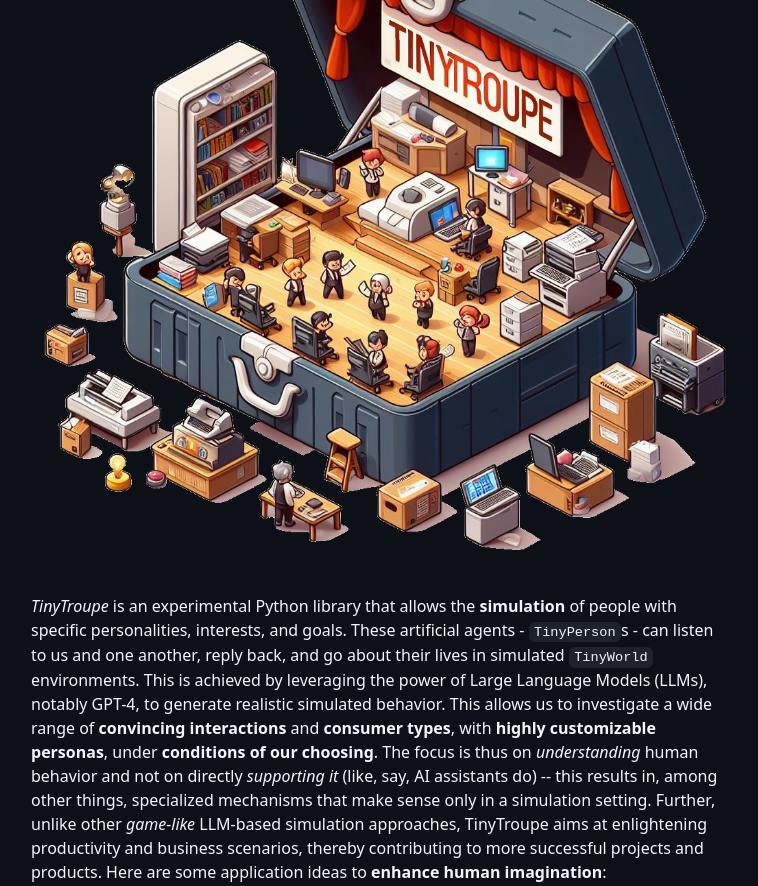 TINYTROUPE
TinyTroupe is an experimental Python library that allows the simulation of people with
specific personalities, interests, and goals. These artificial agents - TinyPersons - can listen
to us and one another, reply back, and go about their lives in simulated TinyWorld
environments. This is achieved by leveraging the power of Large Language Models (LLMs),
notably GPT-4, to generate realistic simulated behavior. This allows us to investigate a wide
range of convincing interactions and consumer types, with highly customizable
personas, under conditions of our choosing. The focus is thus on understanding human
behavior and not on directly supporting it (like, say, AI assistants do) -- this results in, among
other things, specialized mechanisms that make sense only in a simulation setting. Further,
unlike other game-like LLM-based simulation approaches, TinyTroupe aims at enlightening
productivity and business scenarios, thereby contributing to more successful projects and
products. Here are some application ideas to enhance human imagination: